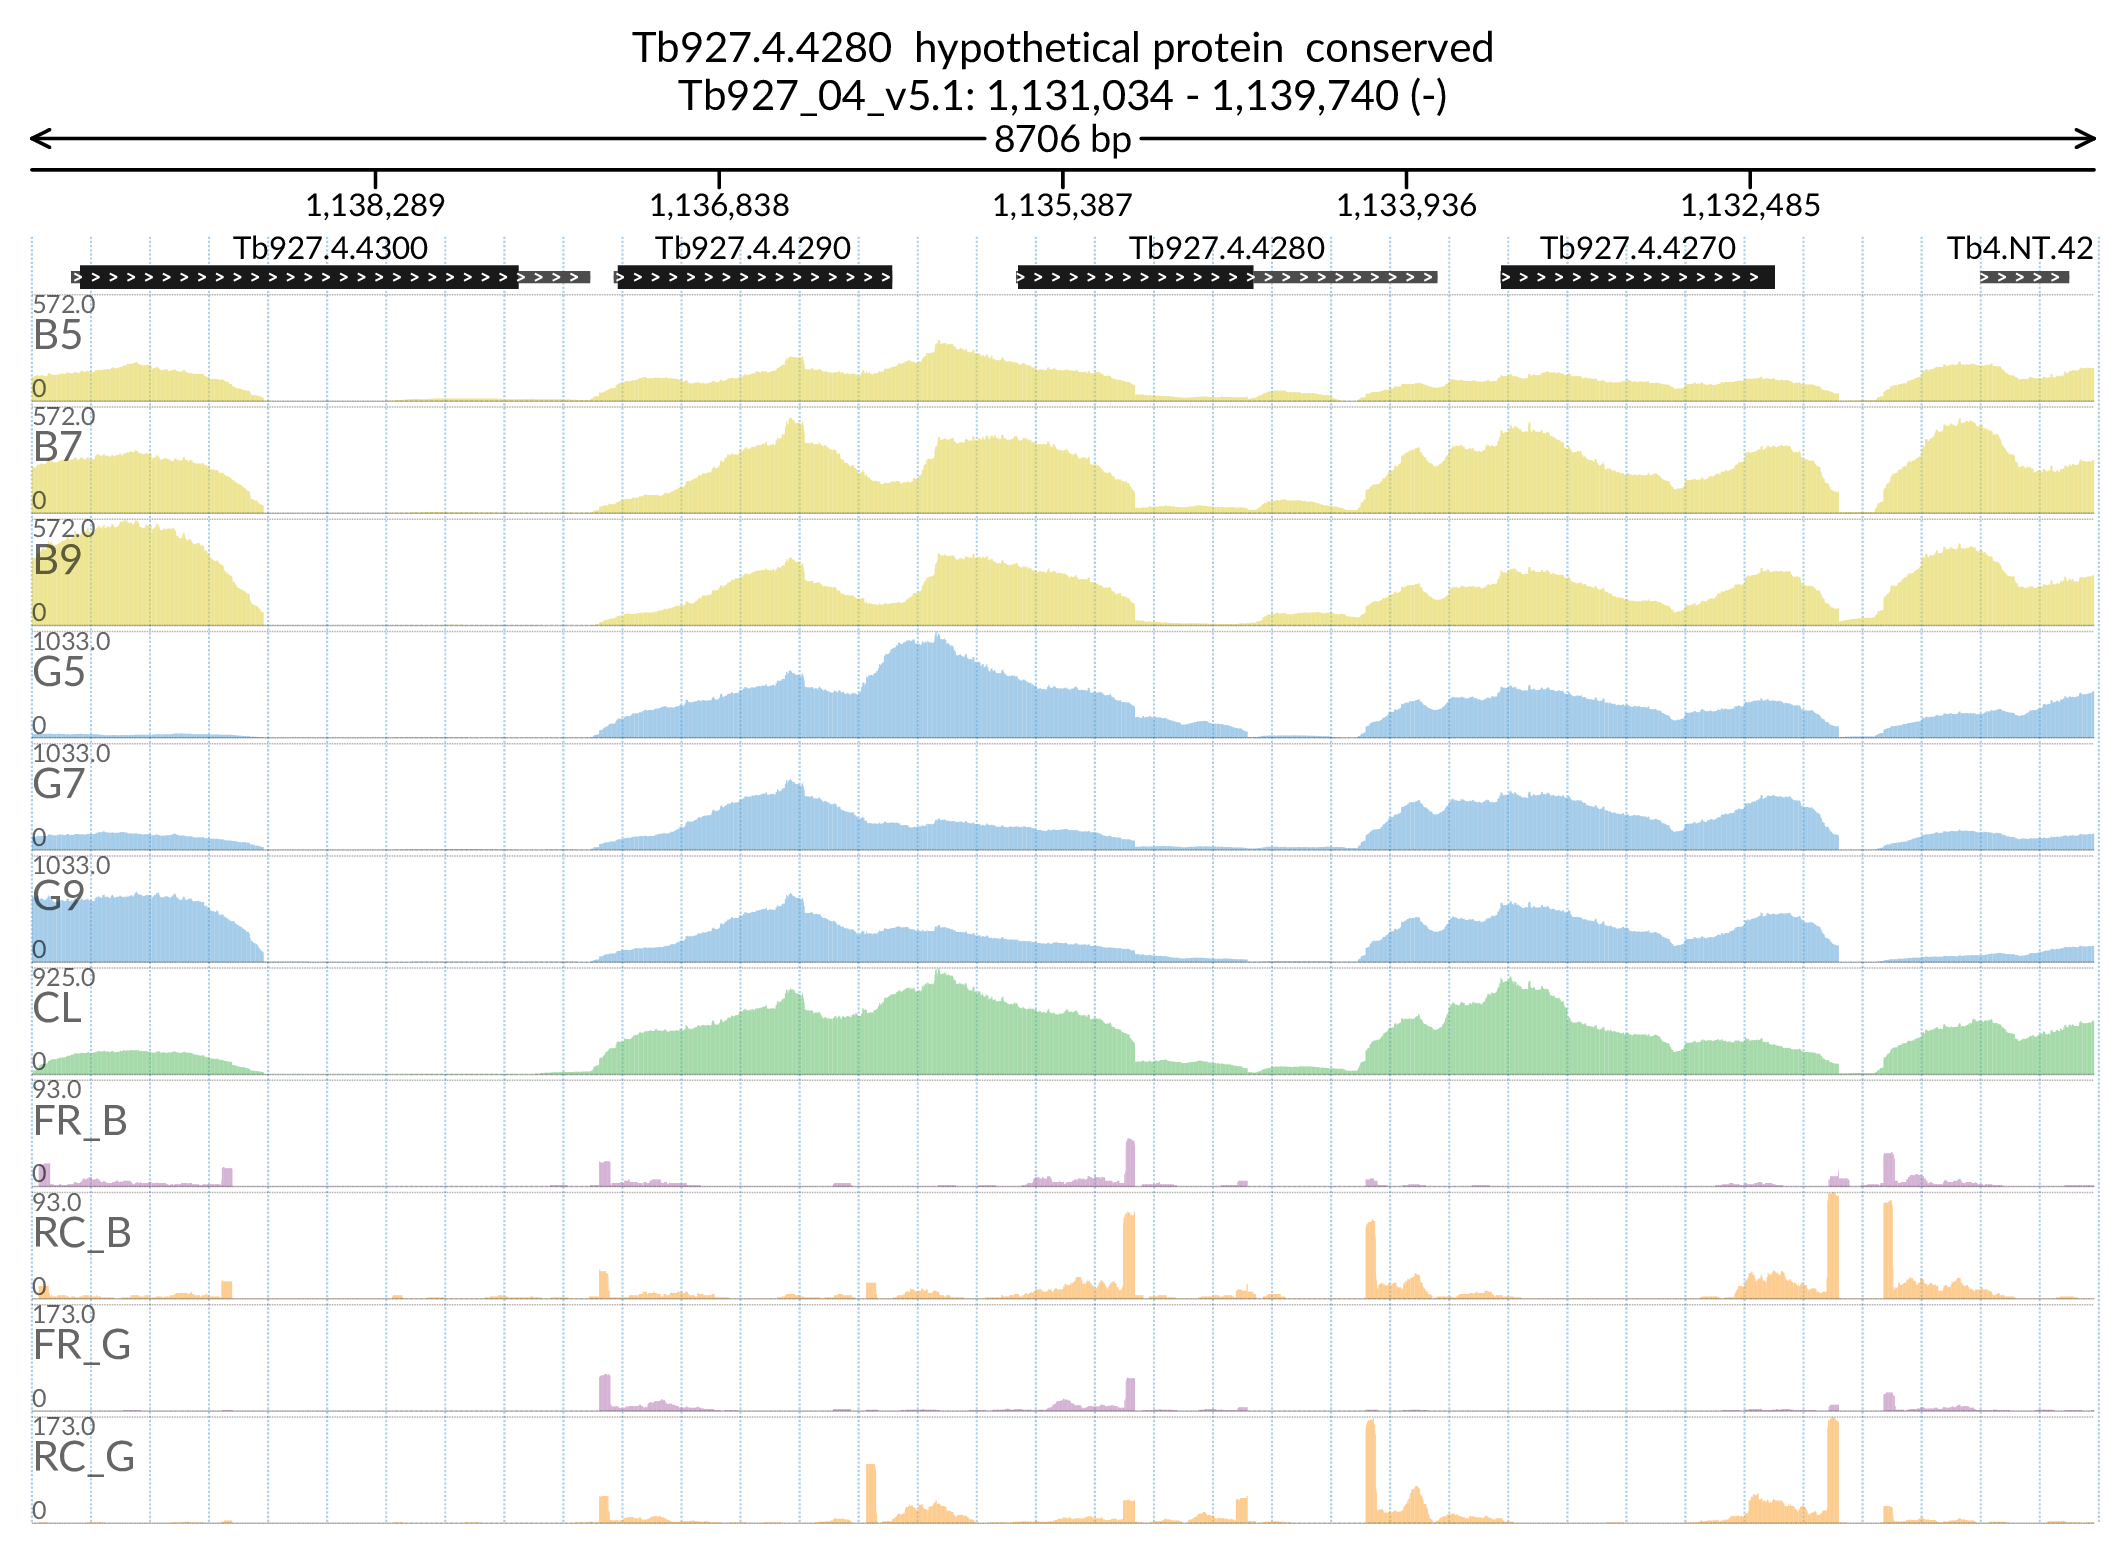 Tb927.4.4280  hypothetical protein  conserved
Tb927_04_v5.1: 1,131,034 - 1,139,740 (-)
8706 bp
1,138,289 1,136,838 1,135,387 1,133,936 1,132,485
Tb927.4.4300 Tb927.4.4290 Tb927.4.4280 Tb927.4.4270 Tb4.NT.42
572.0
B5
0
572.0
B7
0
572.0
B9
0
1033.0
G5
0
1033.0
G7
0
1033.0
G9
0
925.0
CL
0
93.0
FR_B
0
93.0
RC_B
0
173.0
FR_G
0
173.0
RC_G
0